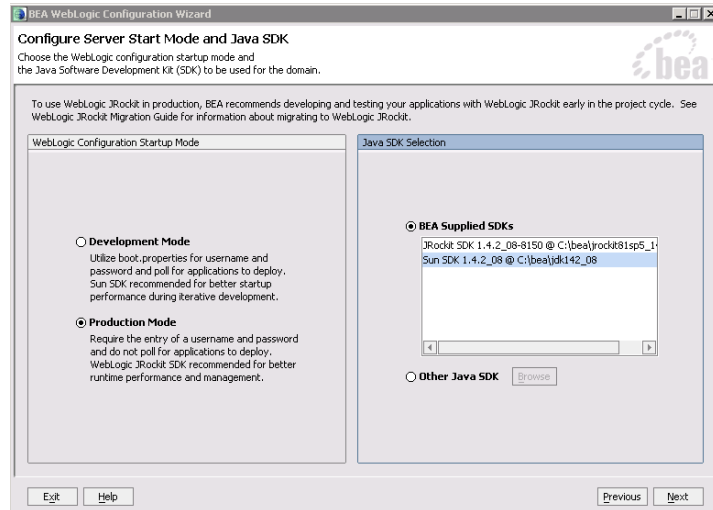 BEA WebLogic Configuration Wizard
Configure Server Start Mode and Java SDK
Choose the WebLogic configuration startup mode and
the Java Software Development Kit (SDK) to be used for the domain.
bea
To use WebLogic JRockit in production, BEA recommends developing and testing your applications with WebLogic JRockit early in the project cycle. See
WebLogic JRockit Migration Guide for information about migrating to WebLogic JRockit.
WebLogic Configuration Startup Mode
Development Mode
Utilize boot.properties for username and
password and poll for applications to deploy.
Sun SDK recommended for better startup
performance during iterative development.
Production Mode
Require the entry of a username and password
and do not poll for applications to deploy.
WebLogic JRockit SDK recommended for better
runtime performance and management.
Java SDK Selection
BEA Supplied SDKs
JRockit SDK 1.4.2_08-8150 @ C:\bea\jrockit81sp5_1
Sun SDK 1.4.2_08 @ C:\bea\jdk142_08
Other Java SDK
Browse
Exit
Help
Previous
Next